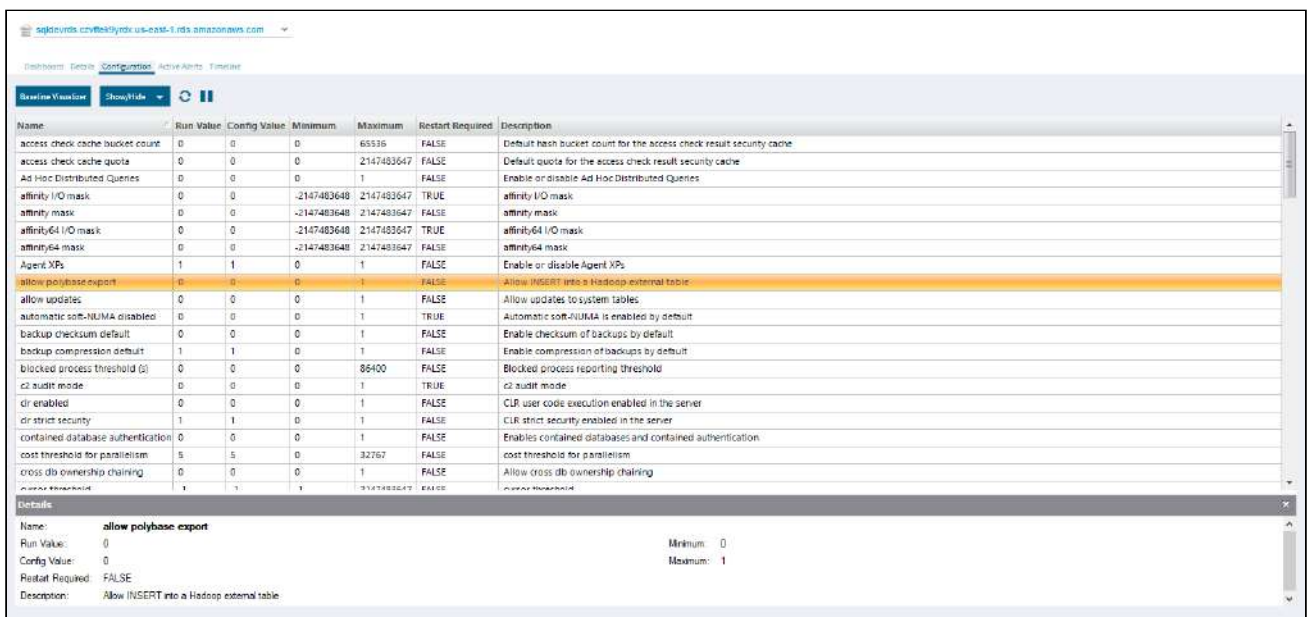 Dashboard Details Configuration Active Alerts Timeline
Baseline Visualizer Show/Hide
Name Run Value Config Value Minimum Maximum Restart Required Description
access check cache bucket count 0 0 0 65536 FALSE Default hash bucket count for the access check result security cache
access check cache quota 0 0 0 2147483647 FALSE Default quota for the access check result security cache
Ad Hoc Distributed Queries 0 0 0 1 FALSE Enable or disable Ad Hoc Distributed Queries
affinity I/O mask 0 0 -2147483648 2147483647 TRUE affinity I/O mask
affinity mask 0 0 -2147483648 2147483647 FALSE affinity mask
affinity64 I/O mask 0 0 -2147483648 2147483647 TRUE affinity64 I/O mask
affinity64 mask 0 0 -2147483648 2147483647 FALSE affinity64 mask
Agent XPs 1 1 0 1 FALSE Enable or disable Agent XPs
allow polybase export 0 0 0 1 FALSE Allow INSERT into a Hadoop external table
allow updates 0 0 0 1 FALSE Allow updates to system tables
automatic soft-NUMA disabled 0 0 0 1 TRUE Automatic soft-NUMA is enabled by default
backup checksum default 0 0 0 1 FALSE Enable checksum of backups by default
backup compression default 1 1 0 1 FALSE Enable compression of backups by default
blocked process threshold (s) 0 0 0 86400 FALSE Blocked process reporting threshold
c2 audit mode 0 0 0 1 TRUE c2 audit mode
clr enabled 0 0 0 1 FALSE CLR user code execution enabled in the server
clr strict security 1 1 0 1 FALSE CLR strict security enabled in the server
contained database authentication 0 0 0 1 FALSE Enables contained databases and contained authentication
cost threshold for parallelism 5 5 0 32767 FALSE cost threshold for parallelism
cross db ownership chaining 0 0 0 1 FALSE Allow cross db ownership chaining
cursor threshold -1 -1 -1 2147483647 FALSE cursor threshold
Details
Name: allow polybase export
Run Value: 0 Minimum: 0
Config Value: 0 Maximum: 1
Restart Required: FALSE
Description: Allow INSERT into a Hadoop external table